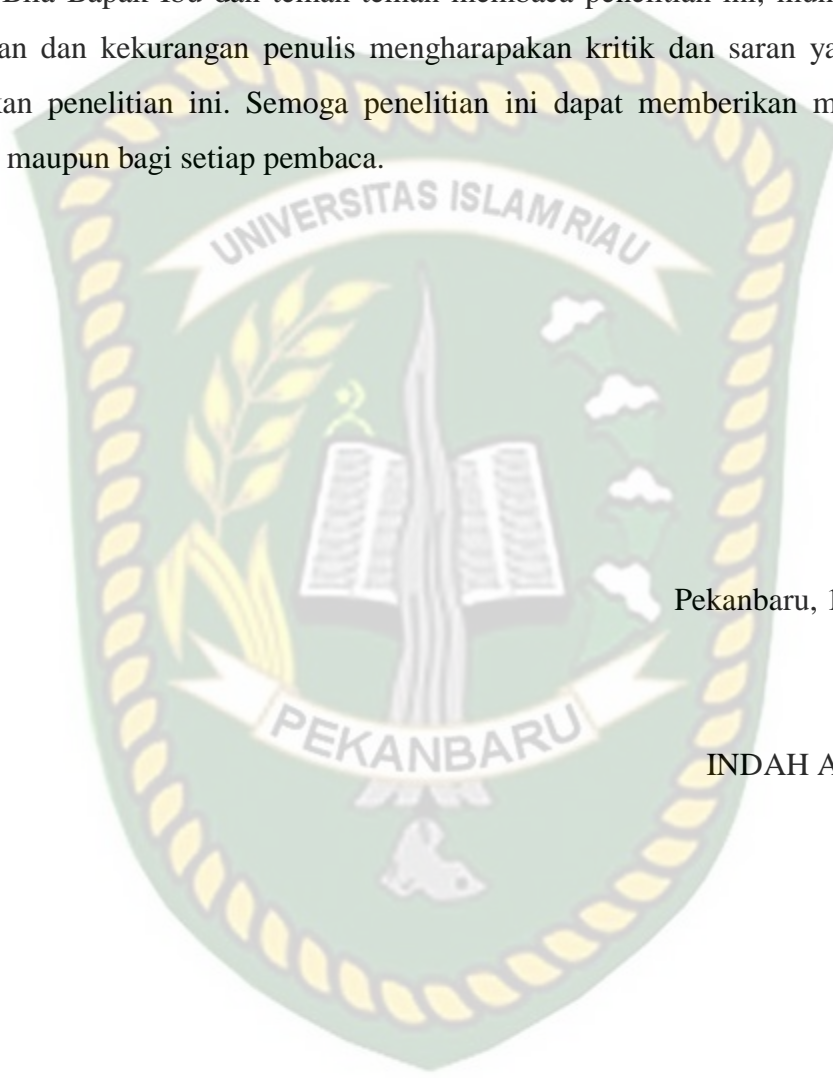 Bila Bapak Ibu dan teman teman membaca penelitian ini,
an dan kekurangan penulis mengharapakan kritik dan saran ya
kan penelitian ini. Semoga penelitian ini dapat memberikan m
maupun bagi setiap pembaca.
UNIVERSITAS ISLAM RIAU
Pekanbaru, 1
PEKANBARU
INDAH A